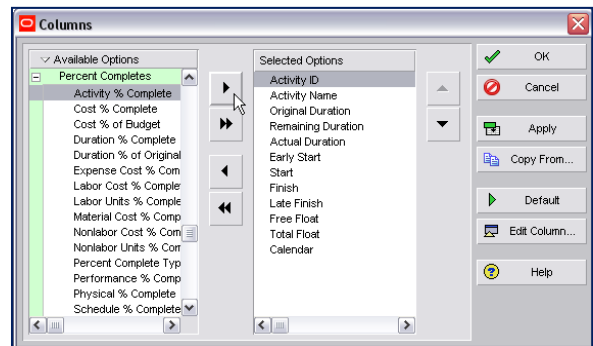 Columns
Available Options
Percent Completes
Activity % Complete
Cost % Complete
Cost % of Budget
Duration % Complete
Duration % of Original
Expense Cost % Com
Labor Cost % Comple
Labor Units % Comple
Material Cost % Comp
Nonlabor Cost % Com
Nonlabor Units % Com
Percent Complete Typ
Performance % Comp
Physical % Complete
Schedule % Complete
Selected Options
Activity ID
Activity Name
Original Duration
Remaining Duration
Actual Duration
Early Start
Start
Finish
Late Finish
Free Float
Total Float
Calendar
OK
Cancel
Apply
Copy From...
Default
Edit Column...
Help